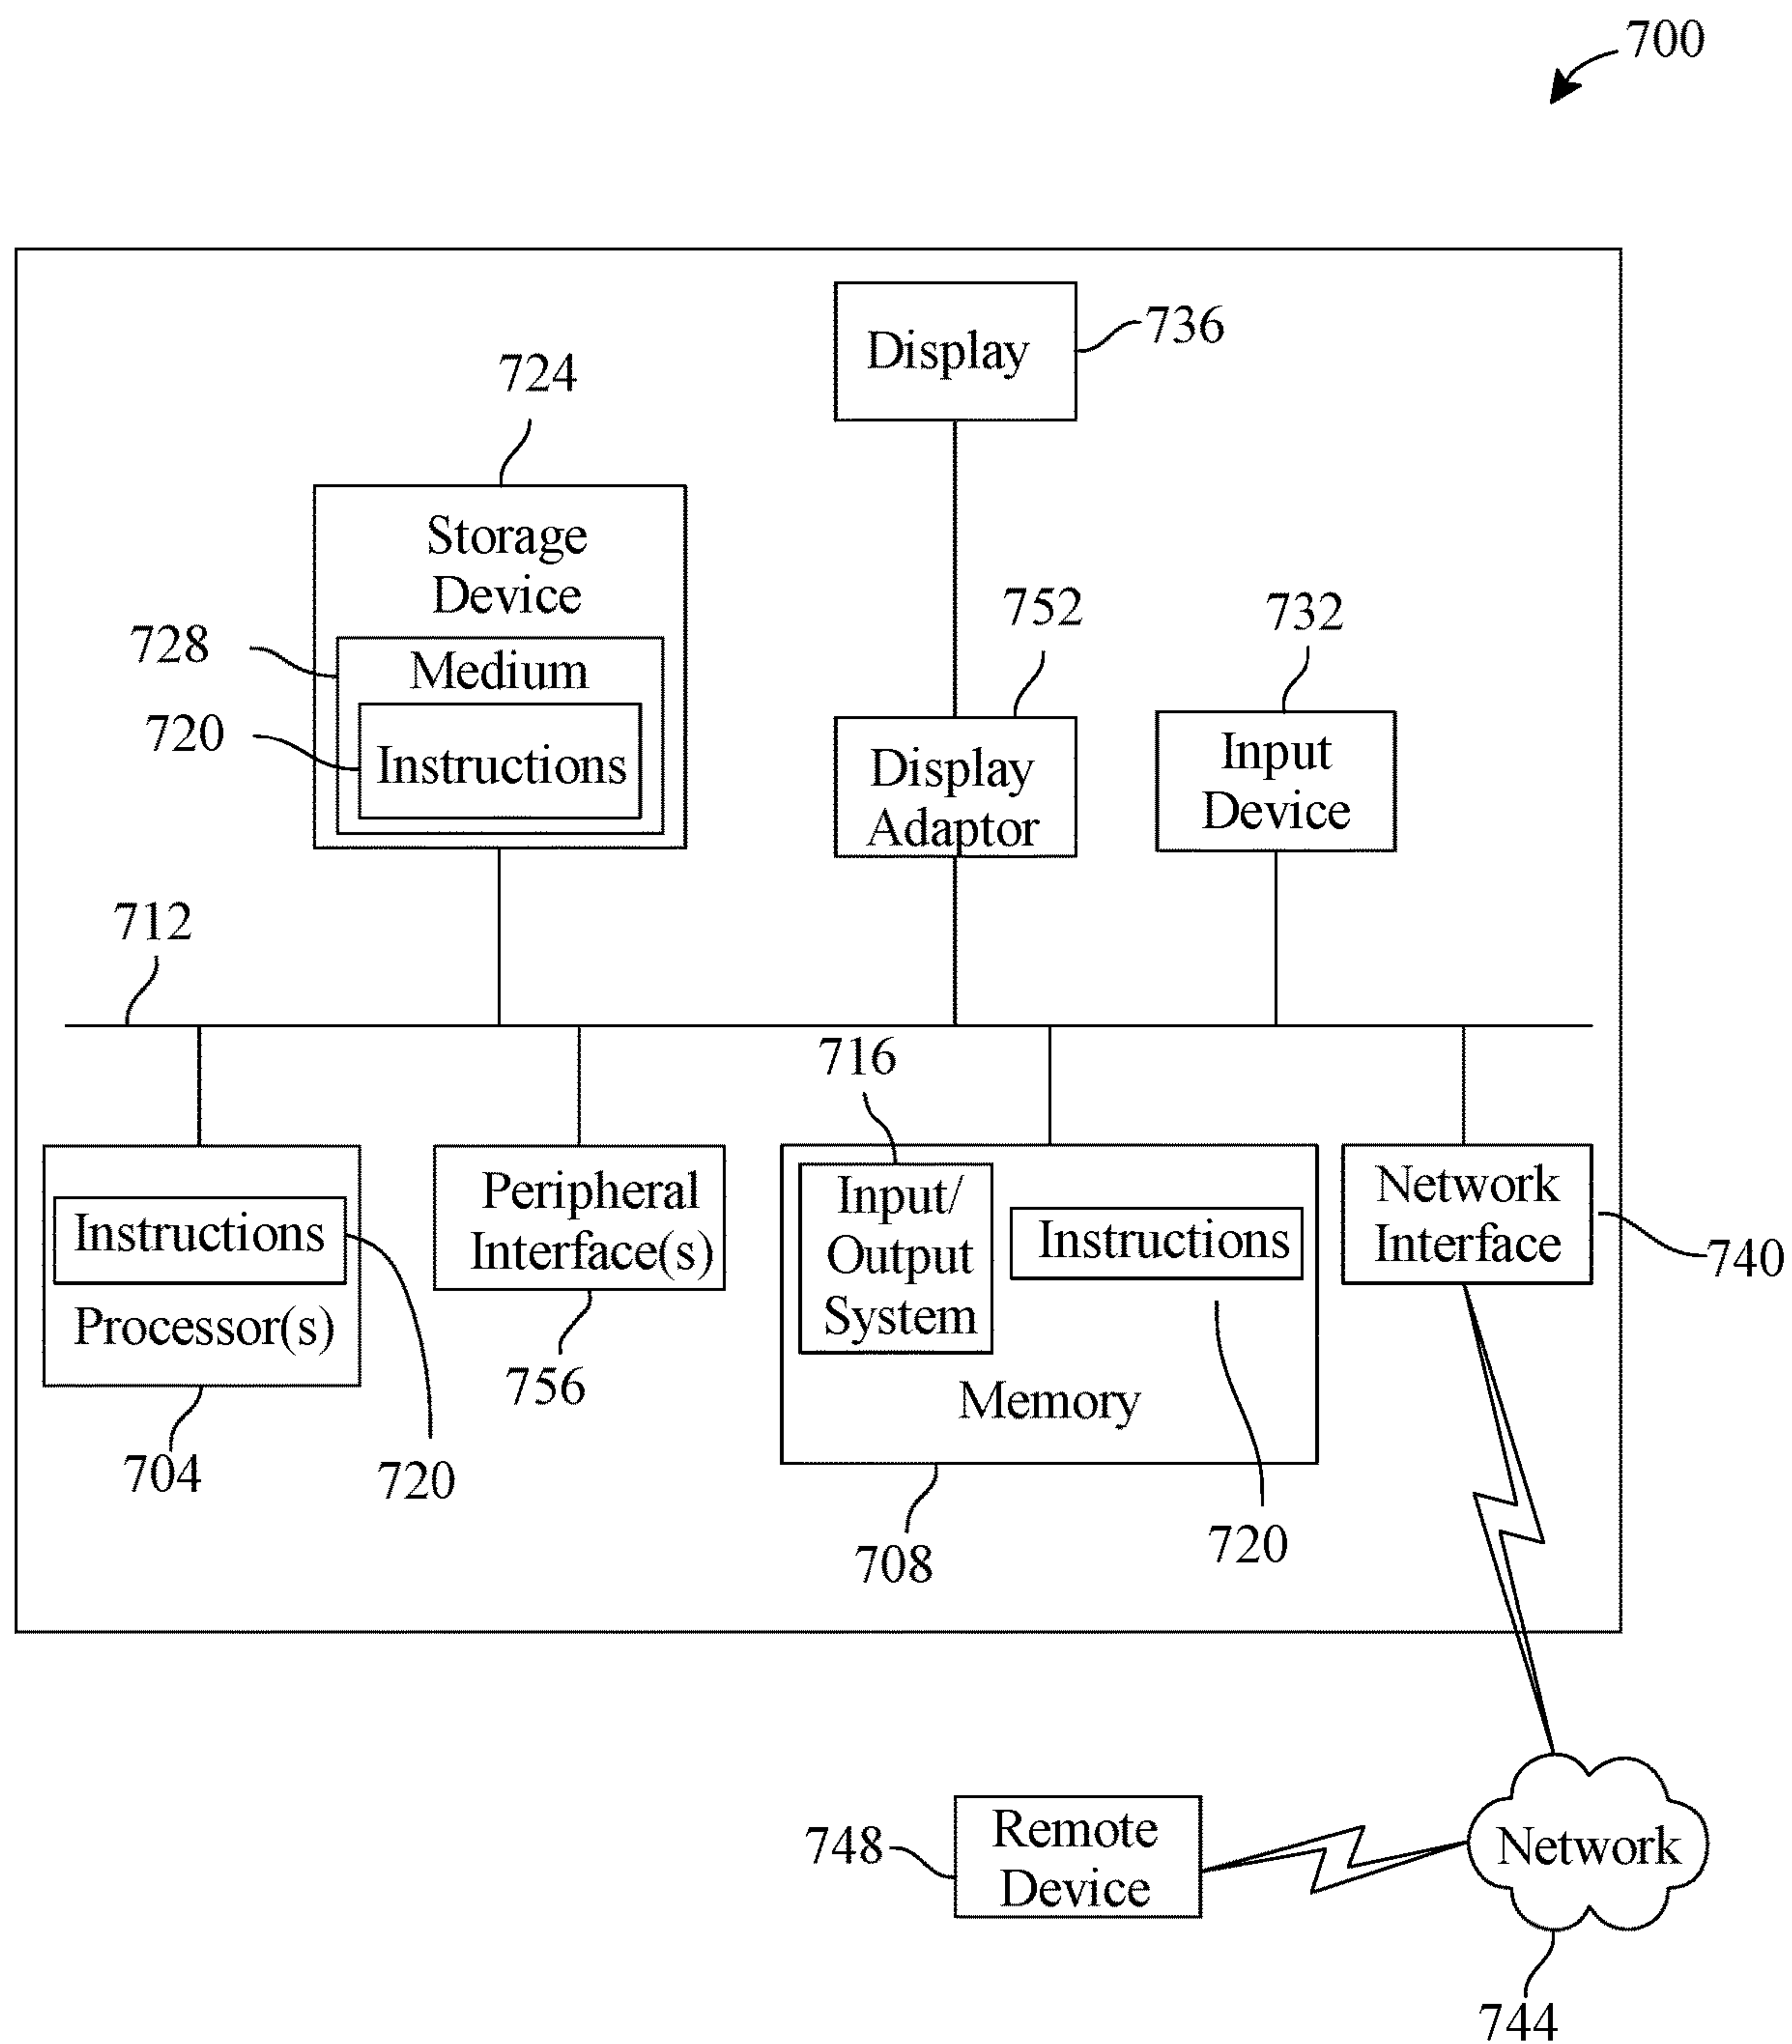 700
Display
736
724
Storage
Device
728
Medium
720
Instructions
752
Display
Adaptor
732
Input
Device
712
716
Instructions
Processor(s)
704
720
Peripheral
Interface(s)
756
Input/
Output
System
Instructions
Memory
708
720
Network
Interface
740
748
Remote
Device
Network
744